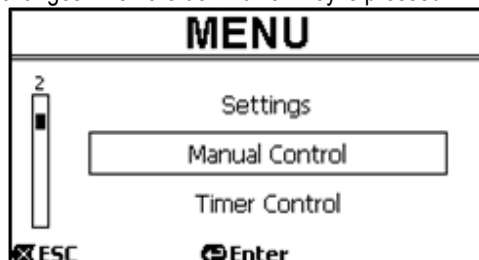 MENU
2
Settings
Manual Control
Timer Control
ESC Enter